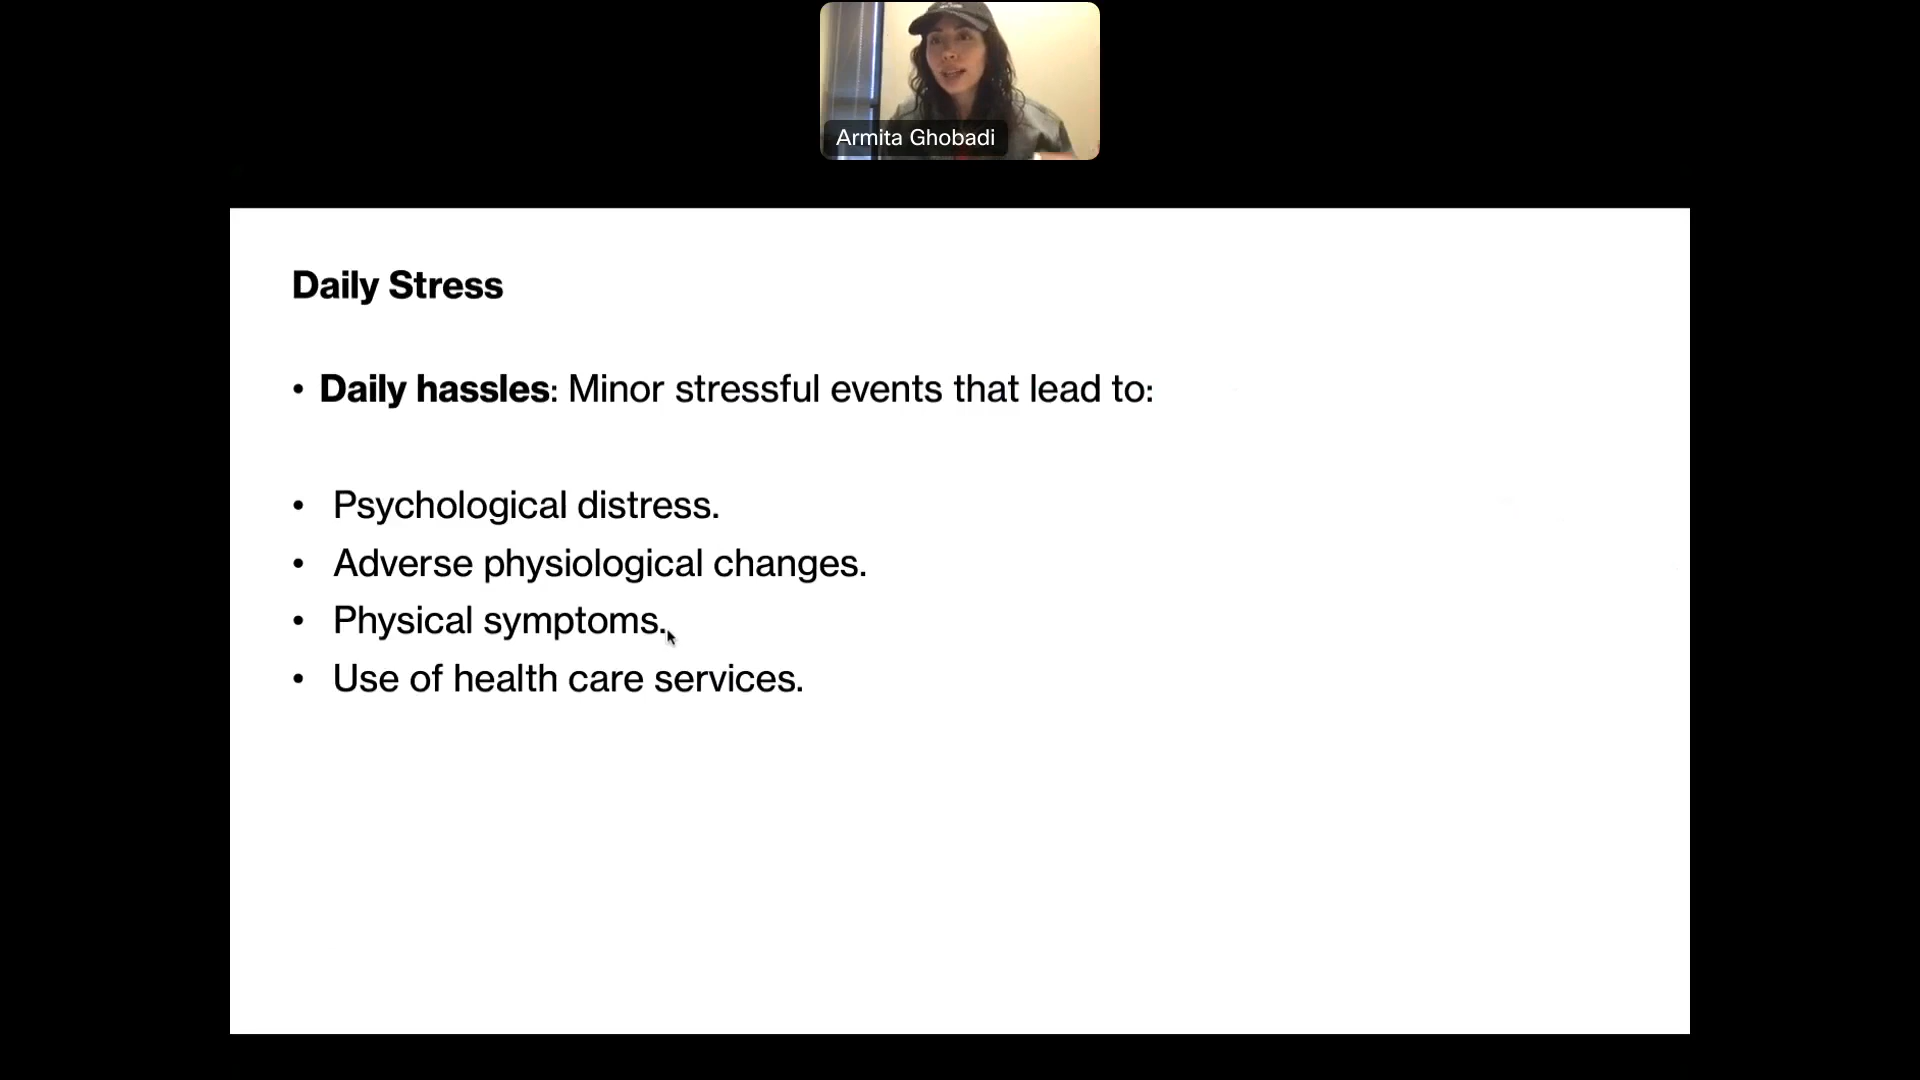 Armita Ghobadi
Daily Stress
• Daily hassles: Minor stressful events that lead to:
• Psychological distress.
• Adverse physiological changes.
• Physical symptoms.
• Use of health care services.